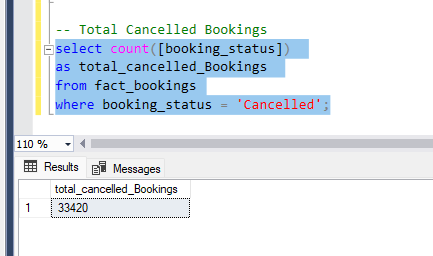 -- Total Cancelled Bookings
select count([booking_status])
as total_cancelled_Bookings
from fact_bookings
where booking_status = 'Cancelled';
110 %
Results Messages
total_cancelled_Bookings
1 33420